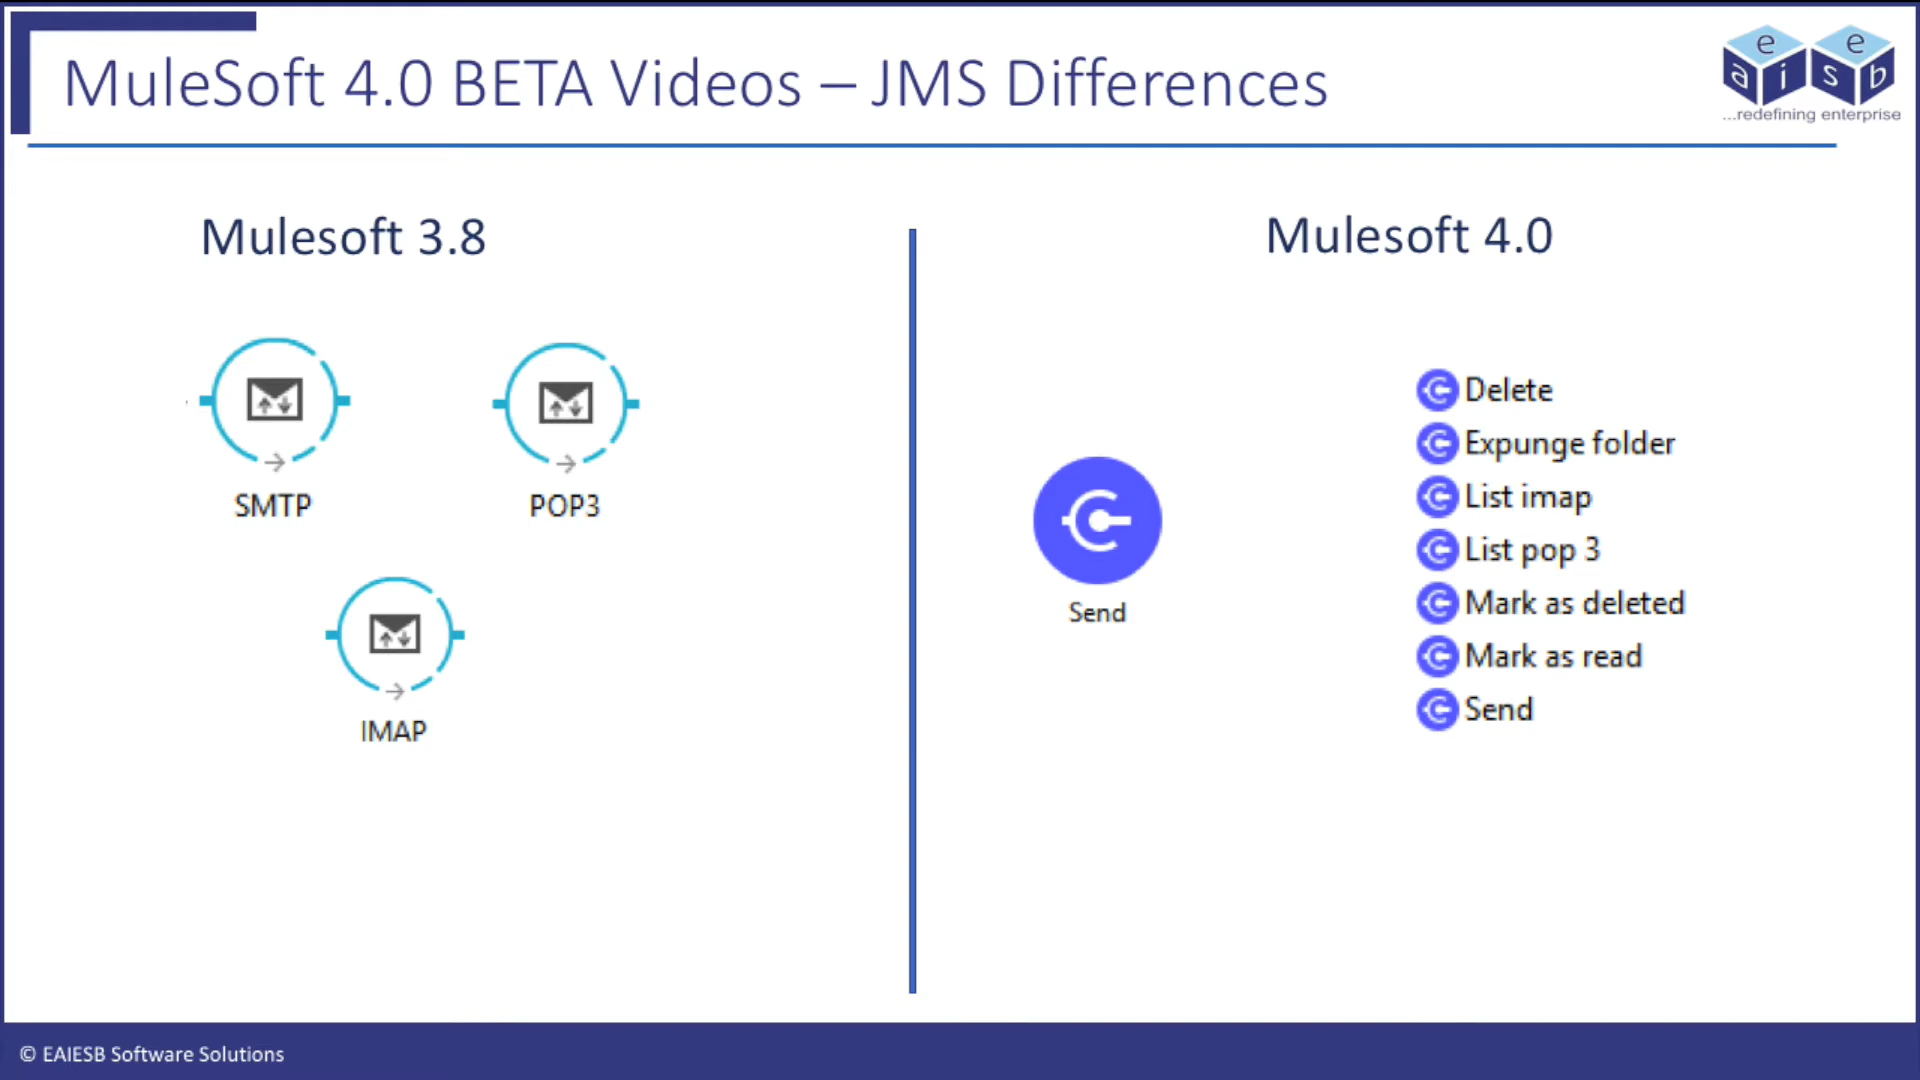 MuleSoft 4.0 BETA Videos – JMS Differences
e e
a i s b
...redefining enterprise
Mulesoft 3.8
SMTP
POP3
IMAP
Mulesoft 4.0
Send
Delete
Expunge folder
List imap
List pop 3
Mark as deleted
Mark as read
Send
© EAIESB Software Solutions